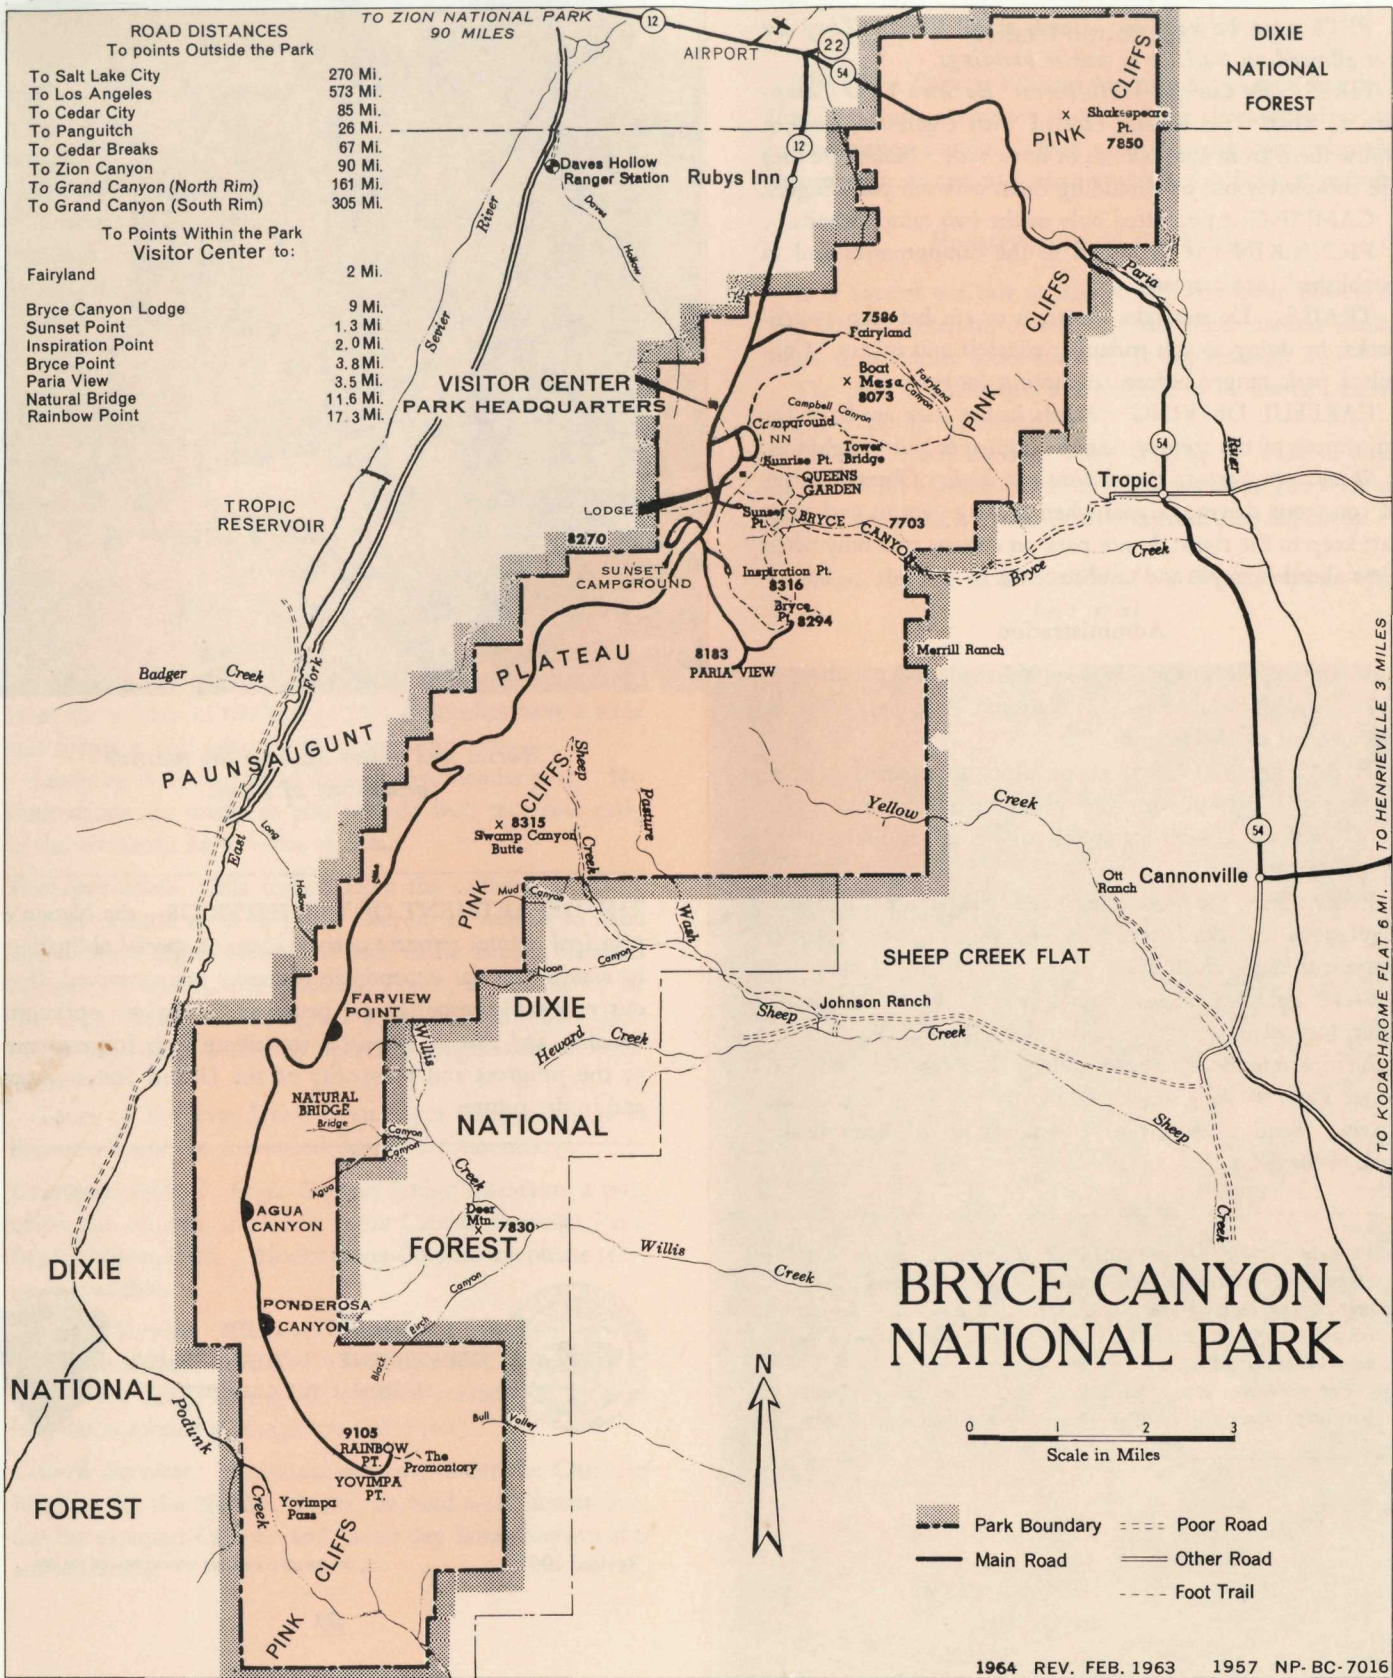 ROAD DISTANCES
To points Outside the Park
To Salt Lake City 270 Mi.
To Los Angeles 573 Mi.
To Cedar City 85 Mi.
To Panguitch 26 Mi.
To Cedar Breaks 67 Mi.
To Zion Canyon 90 Mi.
To Grand Canyon (North Rim) 161 Mi.
To Grand Canyon (South Rim) 305 Mi.
To Points Within the Park
Visitor Center to:
Fairyland 2 Mi.
Bryce Canyon Lodge 9 Mi.
Sunset Point 1.3 Mi
Inspiration Point 2.0 Mi
Bryce Point 3.8 Mi.
Paria View 3.5 Mi.
Natural Bridge 11.6 Mi.
Rainbow Point 17.3 Mi.
TO ZION NATIONAL PARK
90 MILES
12
AIRPORT
22
54
DIXIE
NATIONAL
FOREST
PINK CLIFFS
x Shakespeare
Pt.
7850
12
Daves Hollow
Ranger Station
Rubys Inn
Daves Hollow
East Fork Sevier River
Paria River
PINK CLIFFS
7586
Fairyland
Boat
x Mesa
8073
Fairyland
Canyon
Campbell Canyon
VISITOR CENTER
PARK HEADQUARTERS
Campground
NN
Sunrise Pt.
Tower
Bridge
QUEENS
GARDEN
LODGE
Sunset
Pt.
BRYCE CANYON
7703
54
Tropic
Bryce Creek
TROPIC
RESERVOIR
8270
SUNSET
CAMPGROUND
Inspiration Pt.
8316
Bryce
Pt.
8294
8183
PARIA VIEW
Merrill Ranch
Badger Creek
PAUNSAUGUNT PLATEAU
Long Hollow
PINK CLIFFS
x 8315
Swamp Canyon
Butte
Sheep Creek
Pasture Wash
Mud Canyon
Noon Canyon
Yellow Creek
Ott
Ranch
54
Cannonville
SHEEP CREEK FLAT
TO KODACHROME FLAT 6 MI. TO HENRIEVILLE 3 MILES
FARVIEW
POINT
DIXIE
NATIONAL
FOREST
Johnson Ranch
Sheep Creek
Heward Creek
Sheep Creek
Willis Creek
NATURAL
BRIDGE
Bridge Canyon
Agua Canyon
AGUA
CANYON
Deer
Mtn.
x 7830
Willis Creek
PONDEROSA
CANYON
Black Birch Canyon
Bull Valley
DIXIE
NATIONAL
FOREST
Podunk Creek
9105
RAINBOW
PT.
The
Promontory
YOVIMPA
PT.
Yovimpa
Pass
PINK CLIFFS
BRYCE CANYON
NATIONAL PARK
N
0 1 2 3
Scale in Miles
Park Boundary
Main Road
Poor Road
Other Road
Foot Trail
1964 REV. FEB. 1963 1957 NP-BC-7016